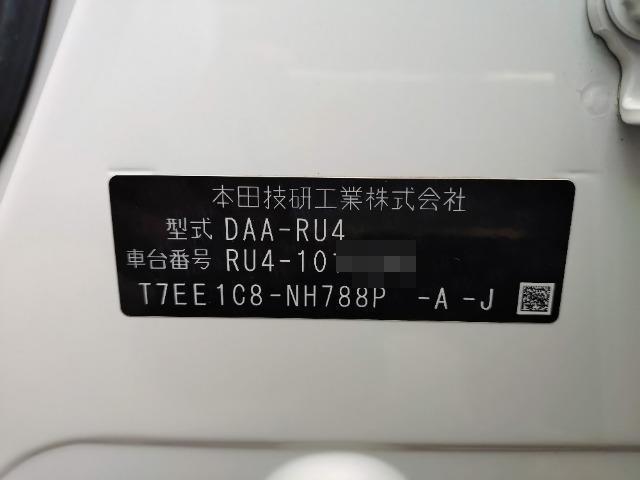 本田技研工業株式会社
型式 DAA-RU4
車台番号 RU4-101
T7EE1C8-NH788P -A -J